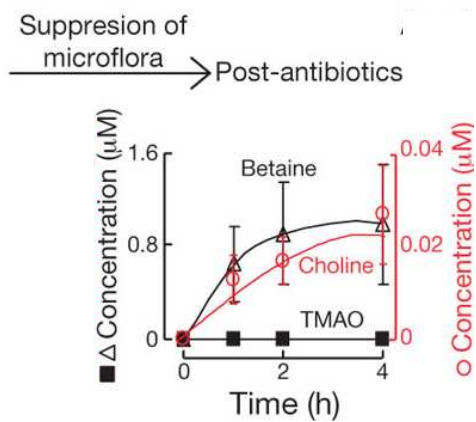 Suppresion of
microflora
Post-antibiotics
■ Δ Concentration (μM)
1.6
0.8
0
Betaine
Choline
TMAO
0.04
0.02
0
○ Concentration (μM)
0 2 4
Time (h)